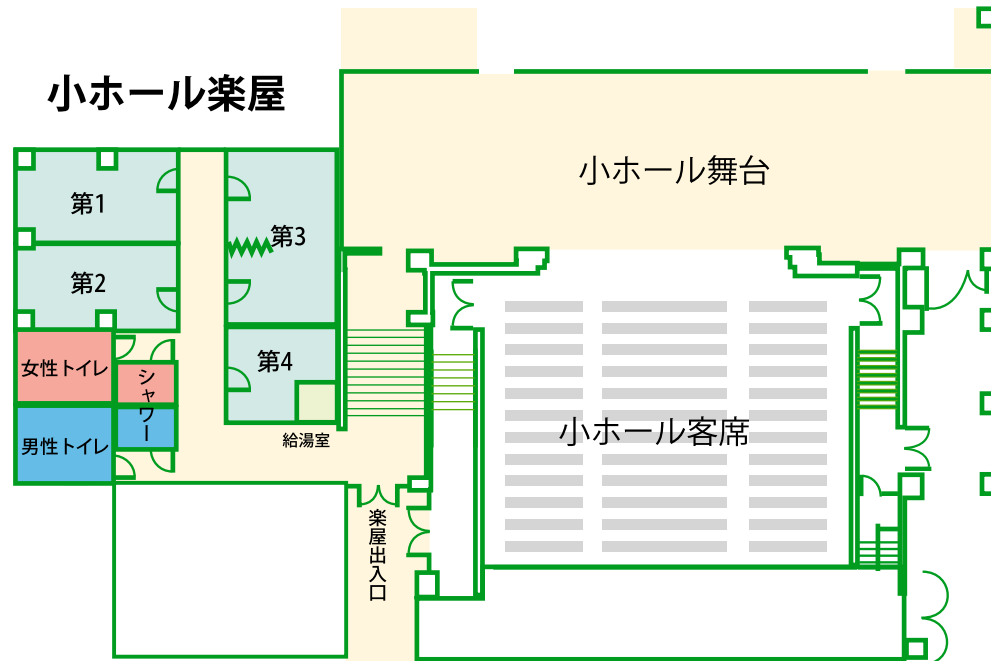 小ホール楽屋
小ホール舞台
第1
第3
第2
第4
女性トイレ
シャワー
男性トイレ
給湯室
小ホール客席
楽屋出入口